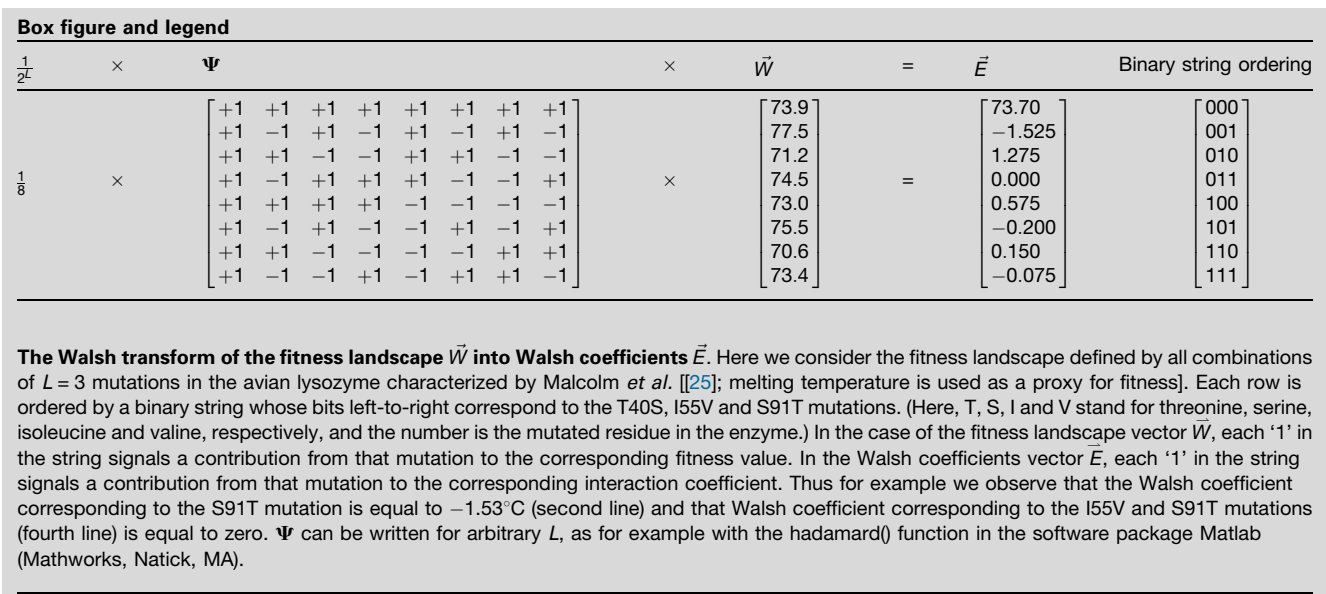 Box figure and legend
1/2^L × Ψ × W⃗ = E⃗ Binary string ordering
+1 +1 +1 +1 +1 +1 +1 +1 73.9 73.70 000
+1 −1 +1 −1 +1 −1 +1 −1 77.5 −1.525 001
+1 +1 −1 −1 +1 +1 −1 −1 71.2 1.275 010
1/8 × +1 −1 +1 +1 +1 −1 −1 +1 × 74.5 = 0.000 011
+1 +1 +1 +1 −1 −1 −1 −1 73.0 0.575 100
+1 −1 +1 −1 −1 +1 −1 +1 75.5 −0.200 101
+1 +1 −1 −1 −1 −1 +1 +1 70.6 0.150 110
+1 −1 −1 +1 −1 +1 +1 −1 73.4 −0.075 111
The Walsh transform of the fitness landscape W⃗ into Walsh coefficients E⃗. Here we consider the fitness landscape defined by all combinations
of L = 3 mutations in the avian lysozyme characterized by Malcolm et al. [[25]; melting temperature is used as a proxy for fitness]. Each row is
ordered by a binary string whose bits left-to-right correspond to the T40S, I55V and S91T mutations. (Here, T, S, I and V stand for threonine, serine,
isoleucine and valine, respectively, and the number is the mutated residue in the enzyme.) In the case of the fitness landscape vector W⃗, each ‘1’ in
the string signals a contribution from that mutation to the corresponding fitness value. In the Walsh coefficients vector E⃗, each ‘1’ in the string
signals a contribution from that mutation to the corresponding interaction coefficient. Thus for example we observe that the Walsh coefficient
corresponding to the S91T mutation is equal to −1.53°C (second line) and that Walsh coefficient corresponding to the I55V and S91T mutations
(fourth line) is equal to zero. Ψ can be written for arbitrary L, as for example with the hadamard() function in the software package Matlab
(Mathworks, Natick, MA).